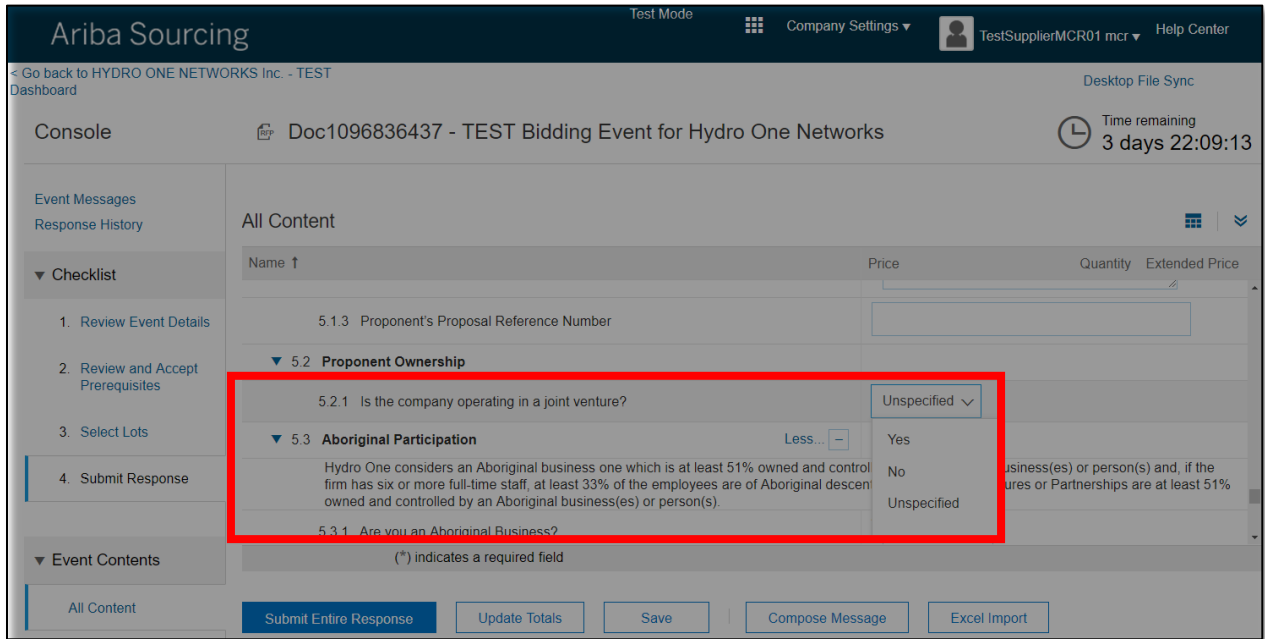 Test Mode
Ariba Sourcing
Company Settings ▾
TestSupplierMCR01 mcr ▾
Help Center
< Go back to HYDRO ONE NETWORKS Inc. - TEST
Dashboard
Desktop File Sync
Console
RFP
Doc1096836437 - TEST Bidding Event for Hydro One Networks
Time remaining
3 days 22:09:13
Event Messages
Response History
▼ Checklist
1. Review Event Details
2. Review and Accept
Prerequisites
3. Select Lots
4. Submit Response
▼ Event Contents
All Content
All Content
Name ↑
Price
Quantity
Extended Price
5.1.3 Proponent's Proposal Reference Number
▼ 5.2 Proponent Ownership
5.2.1 Is the company operating in a joint venture?
Unspecified
Yes
No
Unspecified
▼ 5.3 Aboriginal Participation
Less... −
Hydro One considers an Aboriginal business one which is at least 51% owned and control usiness(es) or person(s) and, if the
firm has six or more full-time staff, at least 33% of the employees are of Aboriginal descent ures or Partnerships are at least 51%
owned and controlled by an Aboriginal business(es) or person(s).
5.3.1 Are you an Aboriginal Business?
(*) indicates a required field
Submit Entire Response
Update Totals
Save
Compose Message
Excel Import